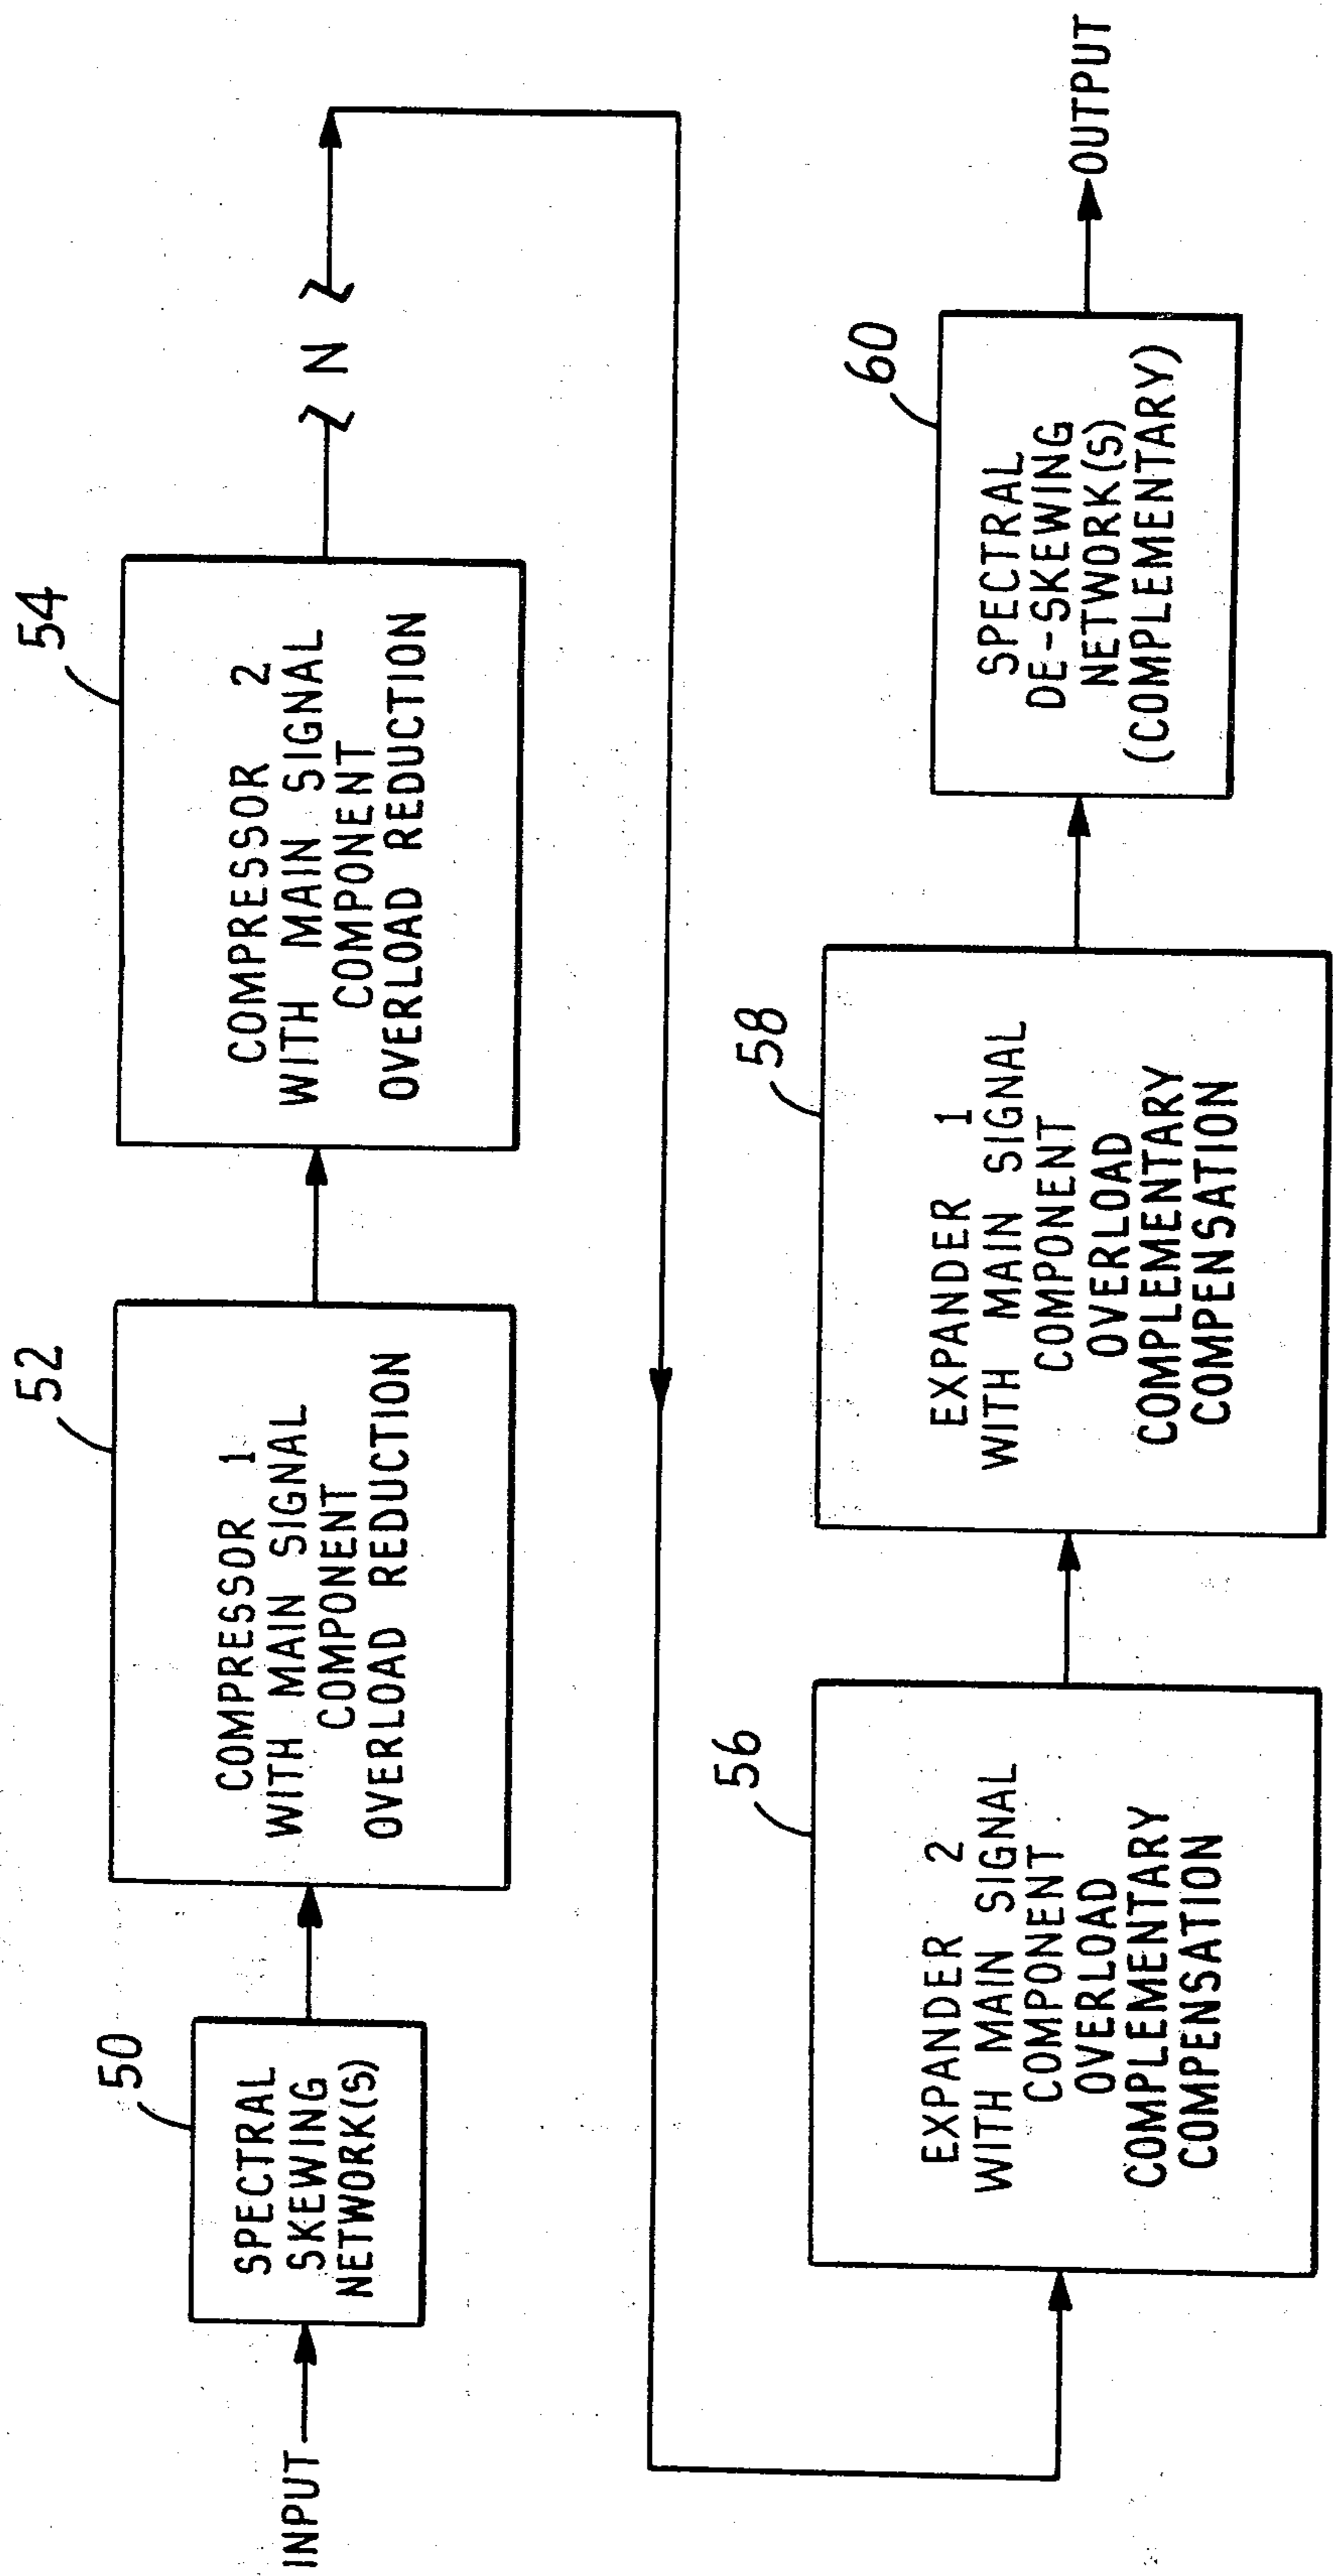 INPUT
50
SPECTRAL
SKEWING
NETWORK(S)
52
COMPRESSOR 1
WITH MAIN SIGNAL
COMPONENT
OVERLOAD REDUCTION
54
COMPRESSOR 2
WITH MAIN SIGNAL
COMPONENT
OVERLOAD REDUCTION
N
56
EXPANDER 2
WITH MAIN SIGNAL
COMPONENT
OVERLOAD
COMPLEMENTARY
COMPENSATION
58
EXPANDER 1
WITH MAIN SIGNAL
COMPONENT
OVERLOAD
COMPLEMENTARY
COMPENSATION
60
SPECTRAL
DE-SKEWING
NETWORK(S)
(COMPLEMENTARY)
OUTPUT